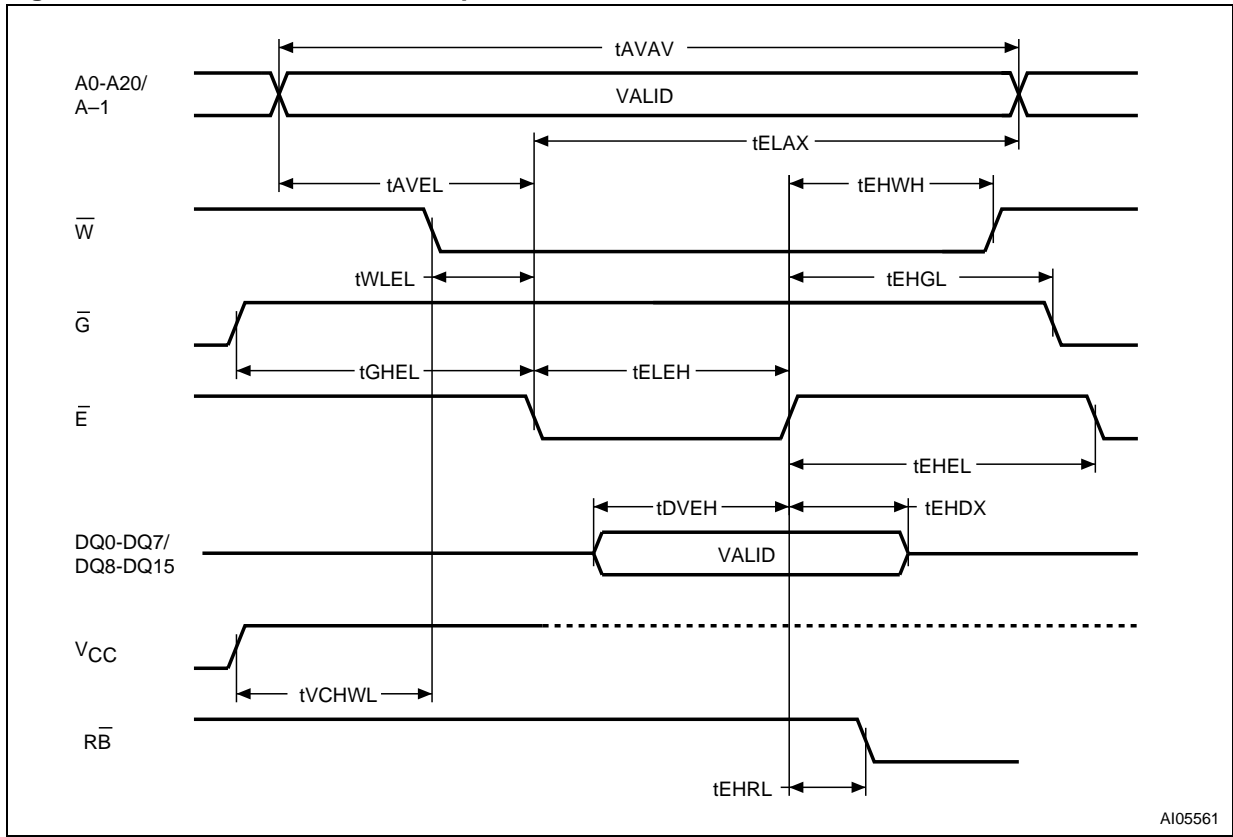 tAVAV
A0-A20/
A–1
VALID
tELAX
tAVEL
tEHWH
W̅
tWLEL
tEHGL
G̅
tGHEL
tELEH
E̅
tEHEL
tDVEH
tEHDX
DQ0-DQ7/
DQ8-DQ15
VALID
VCC
tVCHWL
RB̅
tEHRL
AI05561